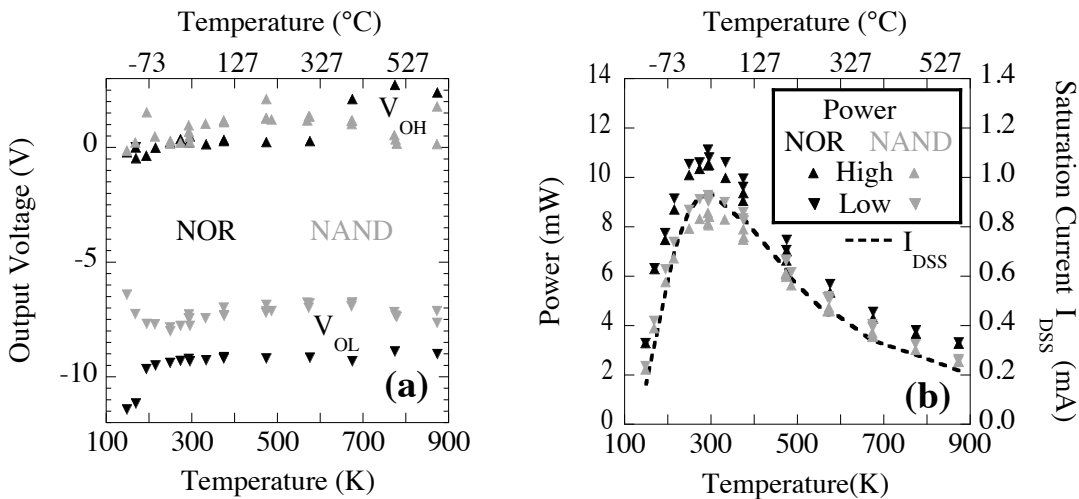 Temperature (°C)
-73 127 327 527
Output Voltage (V)
0
-5
-10
V_OH
NOR NAND
V_OL
(a)
100 300 500 700 900
Temperature (K)
Temperature (°C)
-73 127 327 527
Power (mW)
14
12
10
8
6
4
2
0
Power
NOR NAND
High
Low
I_DSS
(b)
1.4
1.2
1.0
0.8
0.6
0.4
0.2
0.0
Saturation Current I_DSS (mA)
100 300 500 700 900
Temperature(K)